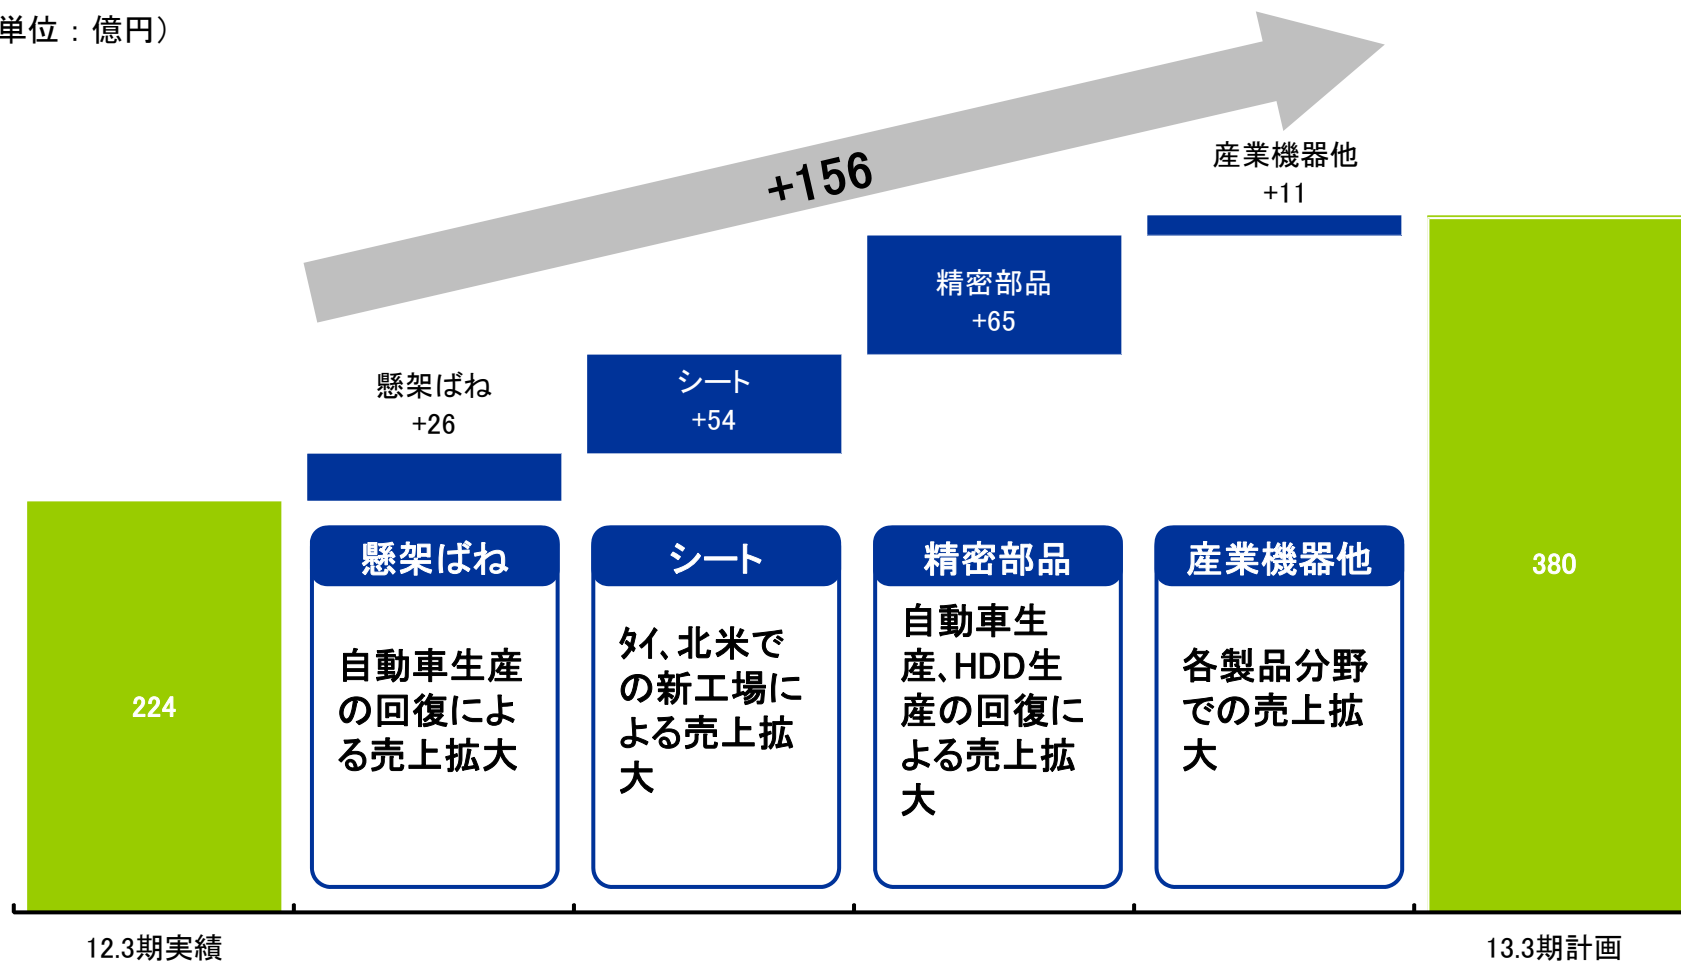 単位：億円）
+156
産業機器他
+11
精密部品
+65
シート
+54
懸架ばね
+26
224
380
懸架ばね
自動車生産
の回復によ
る売上拡大
シート
ﾀｲ、北米で
の新工場に
よる売上拡
大
精密部品
自動車生
産、HDD生
産の回復に
よる売上拡
大
産業機器他
各製品分野
での売上拡
大
12.3期実績
13.3期計画